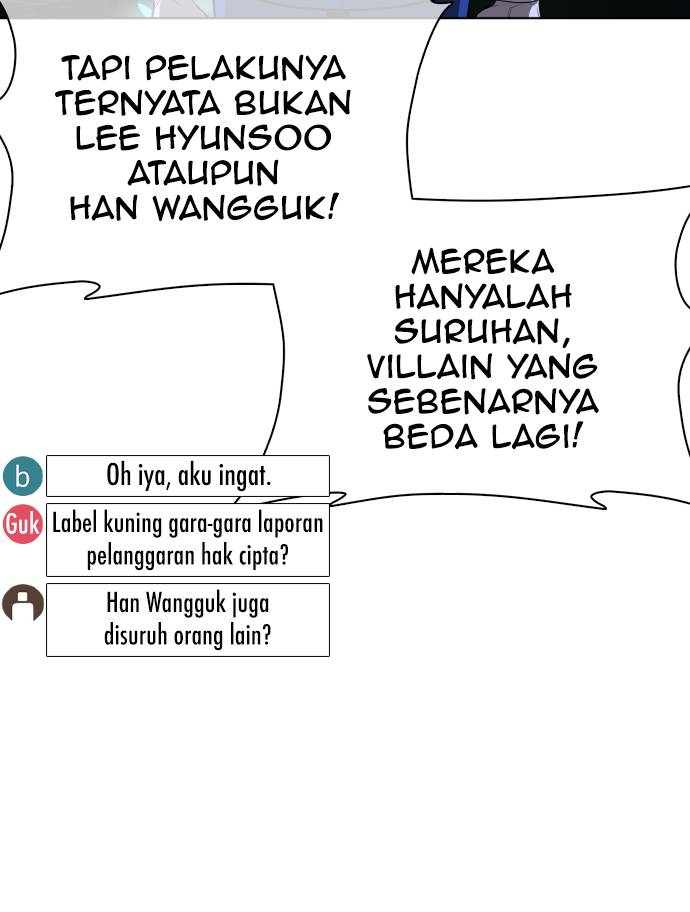 TAPI PELAKUNYA
TERNYATA BUKAN
LEE HYUNSOO
ATAUPUN
HAN WANGGUK!
MEREKA
HANYALAH
SURUHAN,
VILLAIN YANG
SEBENARNYA
BEDA LAGI!
b
Oh iya, aku ingat.
Guk
Label kuning gara-gara laporan
pelanggaran hak cipta?
Han Wangguk juga
disuruh orang lain?